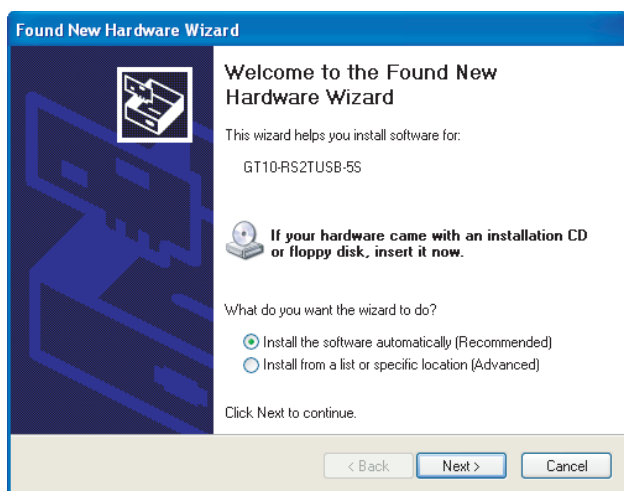 Found New Hardware Wizard
Welcome to the Found New
Hardware Wizard
This wizard helps you install software for:
GT10-RS2TUSB-5S
If your hardware came with an installation CD
or floppy disk, insert it now.
What do you want the wizard to do?
Install the software automatically (Recommended)
Install from a list or specific location (Advanced)
Click Next to continue.
< Back
Next >
Cancel